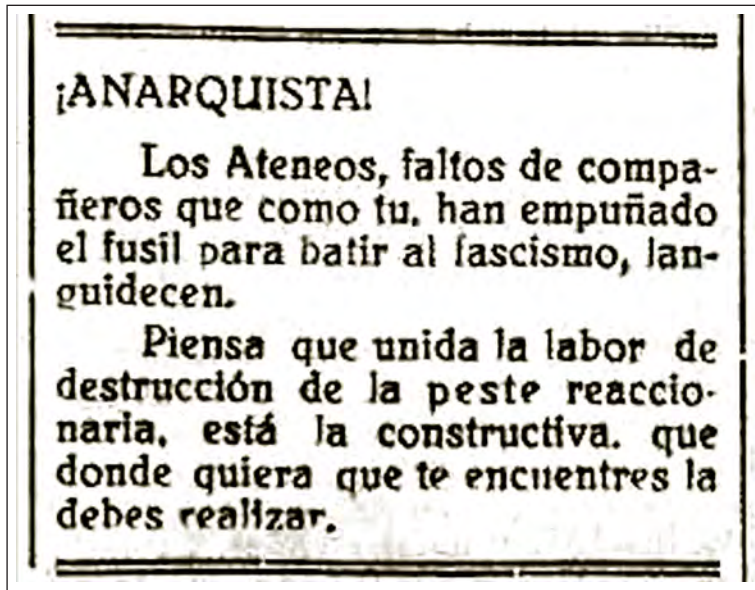 ¡ANARQUISTA!
Los Ateneos, faltos de compa-
ñeros que como tu, han empuñado
el fusil para batir al fascismo, lan-
guidecen.
Piensa que unida la labor de
destrucción de la peste reaccio-
naria, está la constructiva. que
donde quiera que te encuentres la
debes realizar.